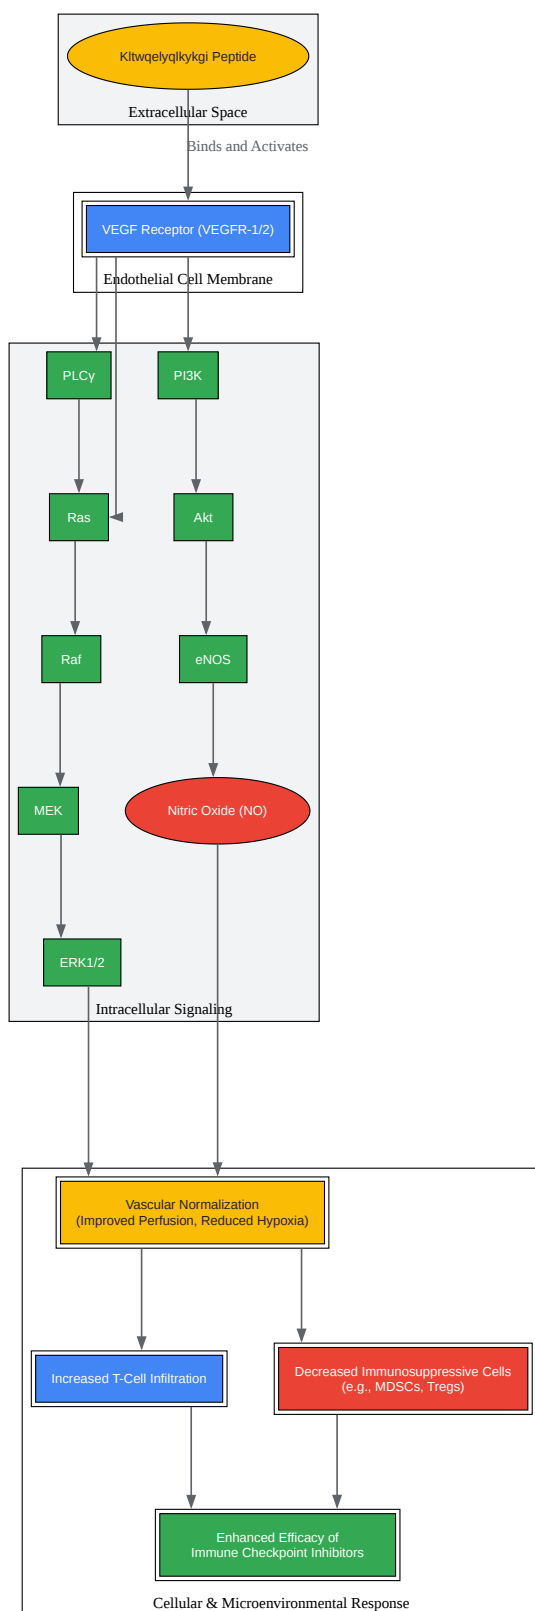 Kltwqelyqlkykgi Peptide
Extracellular Space
Binds and Activates
VEGF Receptor (VEGFR-1/2)
Endothelial Cell Membrane
PLCγ
PI3K
Ras
Akt
Raf
eNOS
MEK
Nitric Oxide (NO)
ERK1/2
Intracellular Signaling
Vascular Normalization
(Improved Perfusion, Reduced Hypoxia)
Increased T-Cell Infiltration
Decreased Immunosuppressive Cells
(e.g., MDSCs, Tregs)
Enhanced Efficacy of
Immune Checkpoint Inhibitors
Cellular & Microenvironmental Response